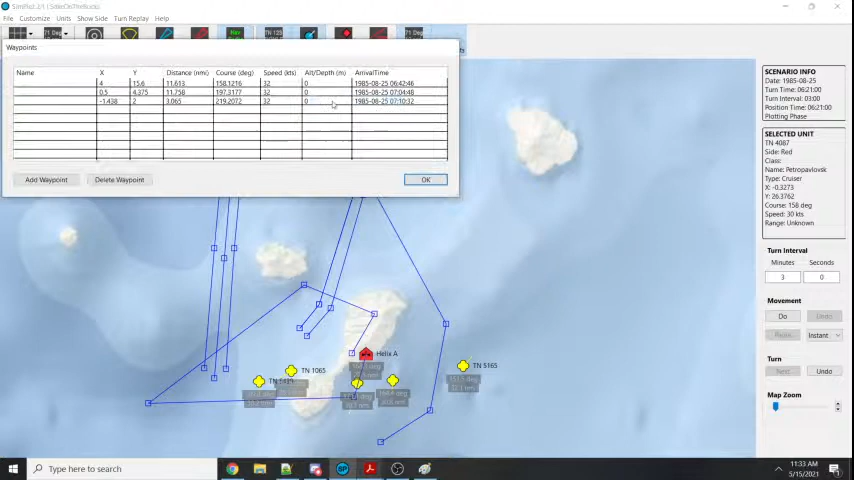 SimPlot 2.1 | SittleOnTheRocks
File Customize Units View Turn Replay Help
Waypoints
Name X Y Distance (nmi) Course (deg) Speed (kts) Alt/Depth (m) ArrivalTime
4 15.6 11.613 158.1216 32 0 1985-08-25 06:42:46
0.5 4.375 11.758 197.3177 32 0 1985-08-25 07:04:48
-1.438 2 3.065 219.2072 32 0 1985-08-25 07:10:32
Add Waypoint Delete Waypoint OK
SCENARIO INFO
Date: 1985-08-25
Turn Time: 06:21:00
Turn Interval: 03:00
Position Time: 06:21:00
Plotting Phase
SELECTED UNIT
TN 4087
Side: Red
Class:
Name: Petropavlovsk
Type: Cruiser
X: -0.3273
Y: 26.3762
Course: 158 deg
Speed: 30 kts
Range: Unknown
Turn Interval
Minutes Seconds
3 0
Movement
Do Undo
Pause Instant
Turn
Next Undo
Map Zoom
Helix A
TN 1065
TN 5165
Type here to search
11:33 AM
5/15/2021